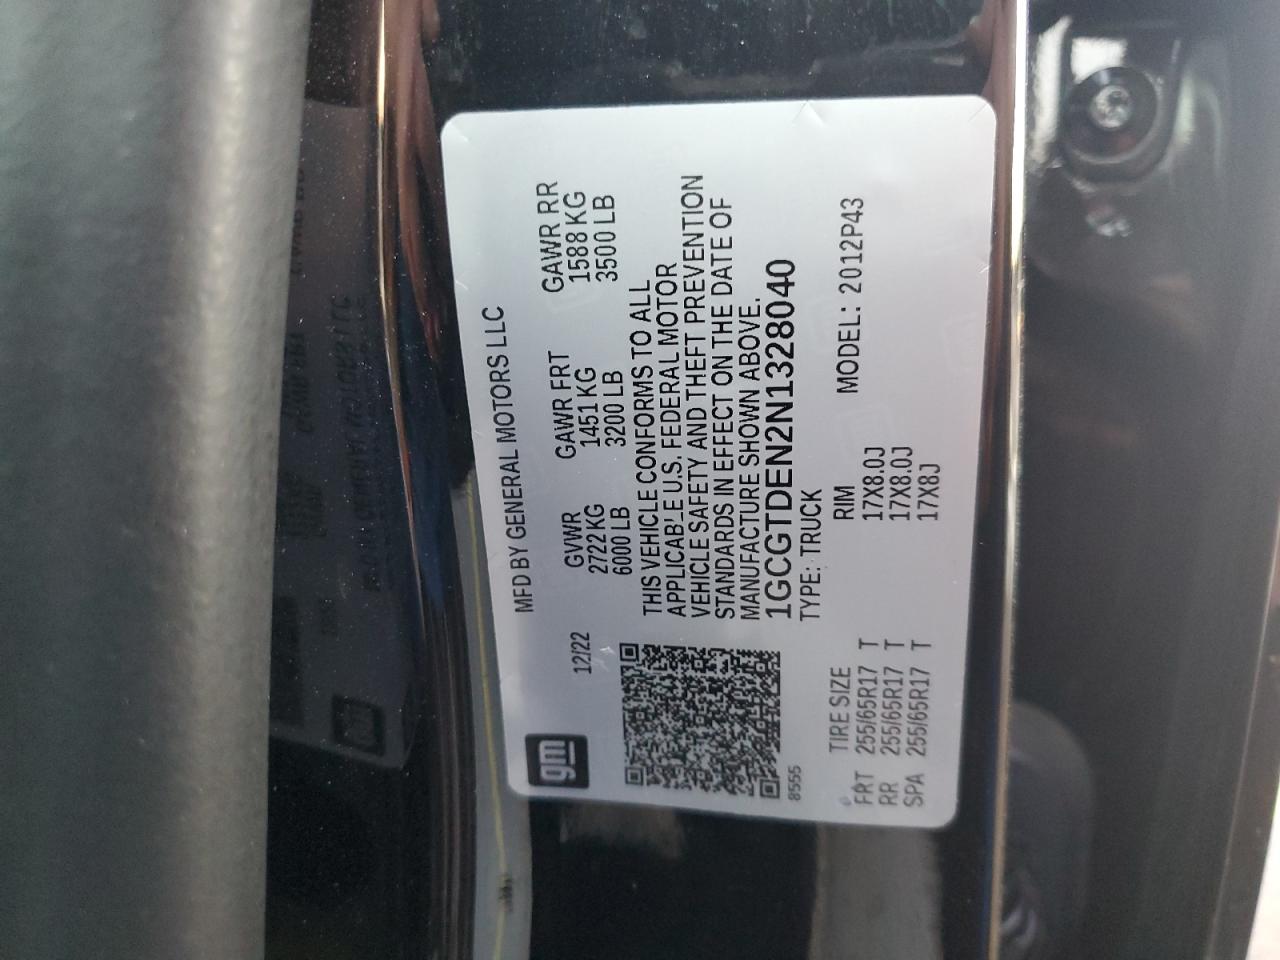 gm
12/22
MFD BY GENERAL MOTORS LLC
GVWR GAWR FRT GAWR RR
2722 KG 1451 KG 1588 KG
6000 LB 3200 LB 3500 LB
THIS VEHICLE CONFORMS TO ALL
APPLICABLE U.S. FEDERAL MOTOR
VEHICLE SAFETY AND THEFT PREVENTION
STANDARDS IN EFFECT ON THE DATE OF
MANUFACTURE SHOWN ABOVE.
1GCGTDEN2N1328040
8555
TYPE: TRUCK
TIRE SIZE RIM MODEL: 2012P43
FRT 255/65R17 T 17X8.0J
RR 255/65R17 T 17X8.0J
SPA 255/65R17 T 17X8J